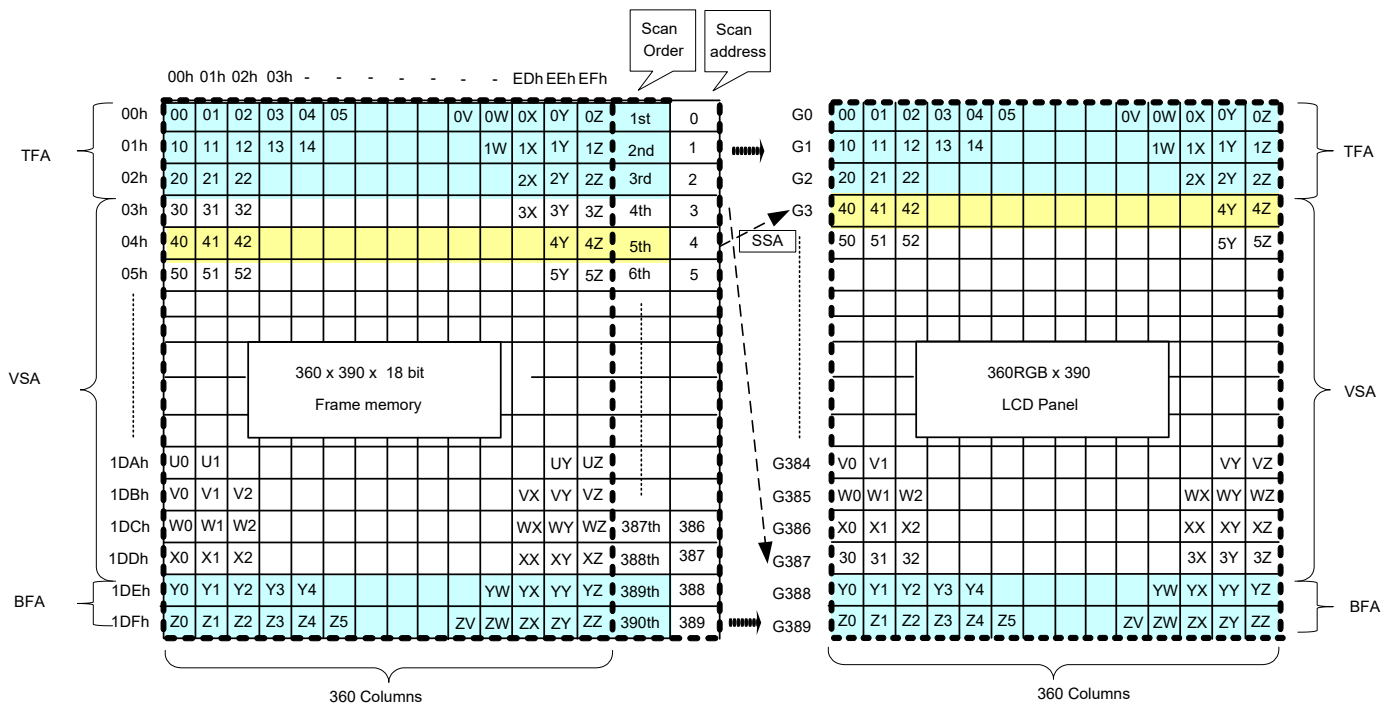 Scan Order
Scan address
00h 01h 02h 03h - - - - - - - EDh EEh EFh
00h 00 01 02 03 04 05 0V 0W 0X 0Y 0Z 1st 0
01h 10 11 12 13 14 1W 1X 1Y 1Z 2nd 1
02h 20 21 22 2X 2Y 2Z 3rd 2
03h 30 31 32 3X 3Y 3Z 4th 3
04h 40 41 42 4Y 4Z 5th 4
05h 50 51 52 5Y 5Z 6th 5
1DAh U0 U1 UY UZ
1DBh V0 V1 V2 VX VY VZ
1DCh W0 W1 W2 WX WY WZ 387th 386
1DDh X0 X1 X2 XX XY XZ 388th 387
1DEh Y0 Y1 Y2 Y3 Y4 YW YX YY YZ 389th 388
1DFh Z0 Z1 Z2 Z3 Z4 Z5 ZV ZW ZX ZY ZZ 390th 389
TFA
VSA
BFA
360 x 390 x 18 bit
Frame memory
360 Columns
SSA
G0 00 01 02 03 04 05 0V 0W 0X 0Y 0Z
G1 10 11 12 13 14 1W 1X 1Y 1Z
G2 20 21 22 2X 2Y 2Z
G3 40 41 42 4Y 4Z
50 51 52 5Y 5Z
G384 V0 V1 VY VZ
G385 W0 W1 W2 WX WY WZ
G386 X0 X1 X2 XX XY XZ
G387 30 31 32 3X 3Y 3Z
G388 Y0 Y1 Y2 Y3 Y4 YW YX YY YZ
G389 Z0 Z1 Z2 Z3 Z4 Z5 ZV ZW ZX ZY ZZ
360RGB x 390
LCD Panel
TFA
VSA
BFA
360 Columns